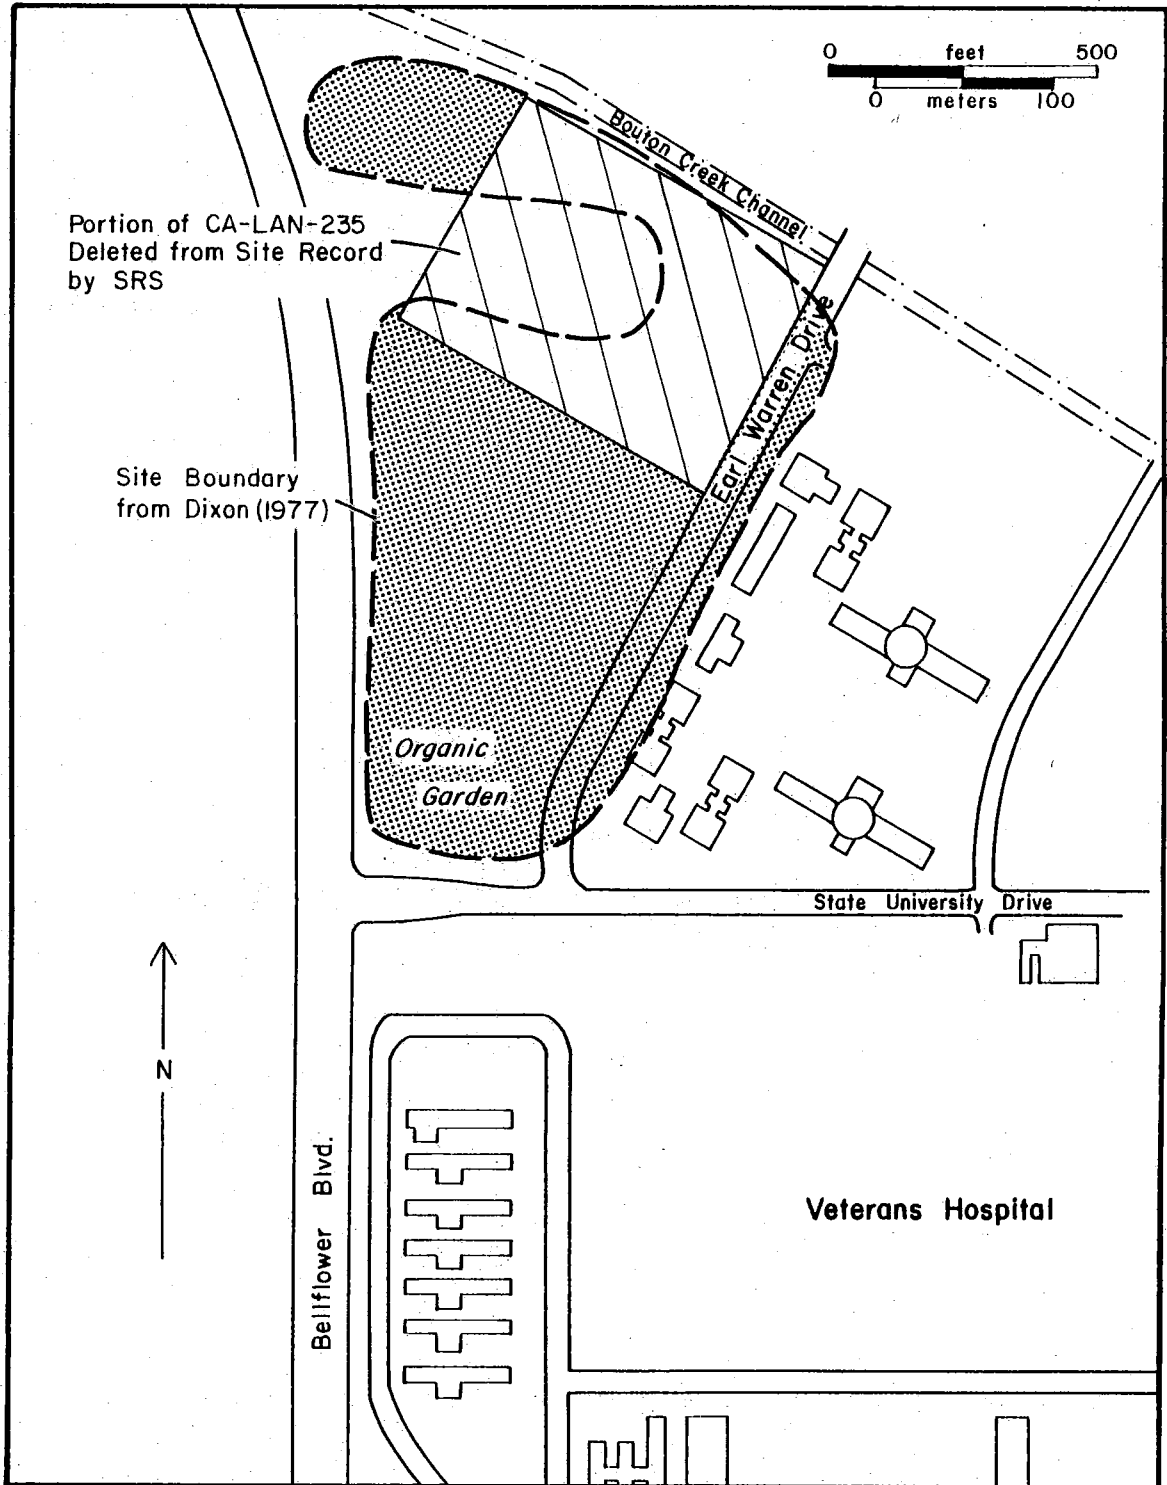 0 feet 500
0 meters 100
Bouton Creek Channel
Portion of CA-LAN-235
Deleted from Site Record
by SRS
Earl Warren Drive
Site Boundary
from Dixon (1977)
Organic
Garden
State University Drive
N
Bellflower Blvd.
Veterans Hospital